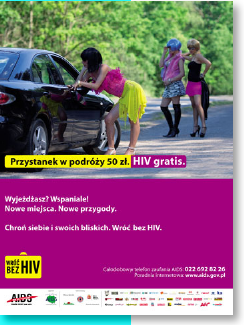 Przystanek w podróży 50 zł. HIV gratis.
Wyjeżdżasz? Wspaniale!
Nowe miejsca. Nowe przygody.
Chroń siebie i swoich bliskich. Wróć bez HIV.
wróć
BEZ HIV
Całodobowy telefon zaufania AIDS: 022 692 82 26
Poradnia internetowa: www.aids.gov.pl
AIDS